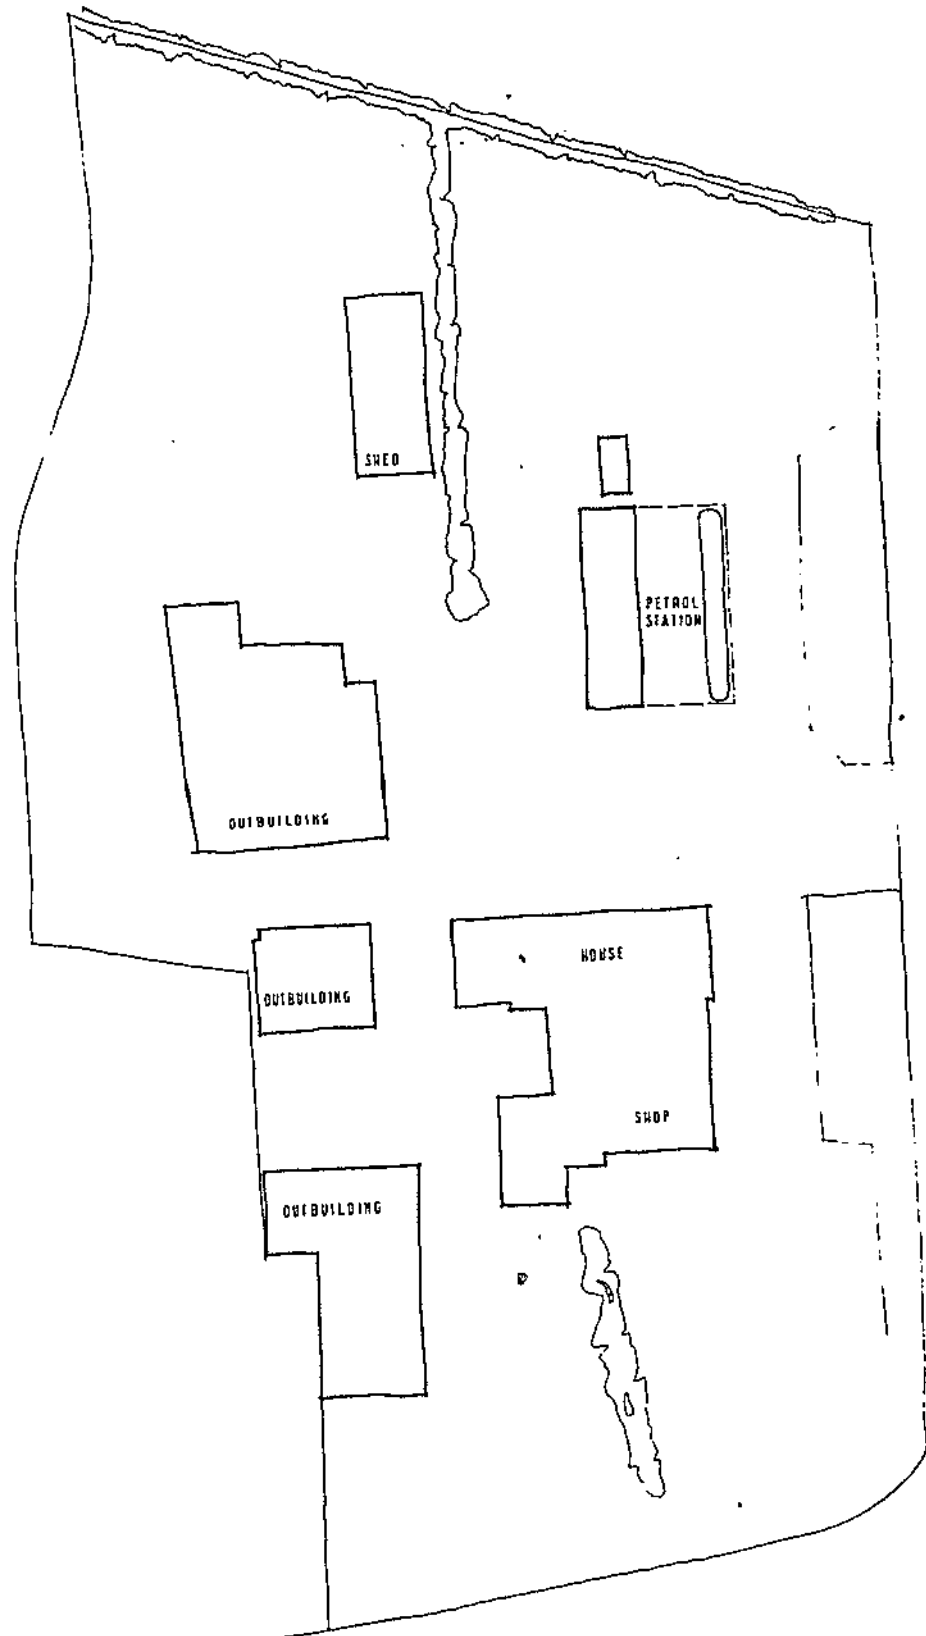 SHED
PETROL
STATION
OUTBUILDING
HOUSE
OUTBUILDING
SHOP
OUTBUILDING